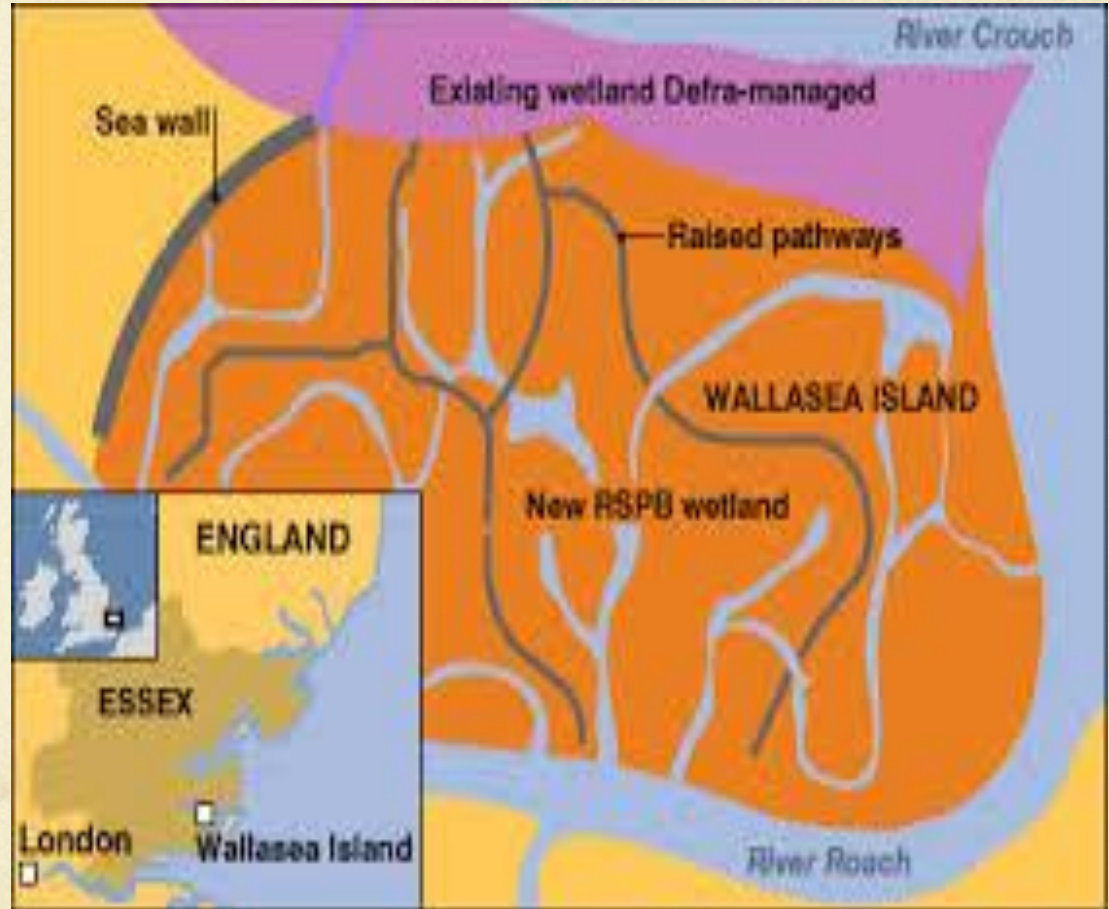 River Crouch
Existing wetland Defra-managed
Sea wall
Raised pathways
WALLASEA ISLAND
New RSPB wetland
ENGLAND
ESSEX
London
Wallasea Island
River Roach